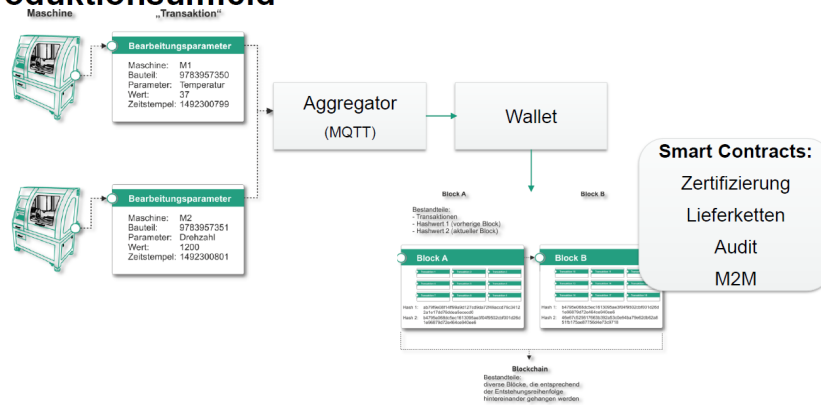 Maschine
„Transaktion“
Bearbeitungsparameter
Maschine: M1
Bauteil: 9783957350
Parameter: Temperatur
Wert: 37
Zeitstempel: 1492300799
Bearbeitungsparameter
Maschine: M2
Bauteil: 9783957351
Parameter: Drehzahl
Wert: 1200
Zeitstempel: 1492300801
Aggregator
(MQTT)
Wallet
Smart Contracts:
Zertifizierung
Lieferketten
Audit
M2M
Block A
Bestandteile:
- Transaktionen
- Hashwert 1 (vorherige Block)
- Hashwert 2 (aktueller Block)
Block B
Block A
Hash 1:
Hash 2:
Block B
Hash 1:
Hash 2:
Blockchain
Bestandteile:
diverse Blöcke, die entsprechend
der Entstehungsreihenfolge
hintereinander gehangen werden